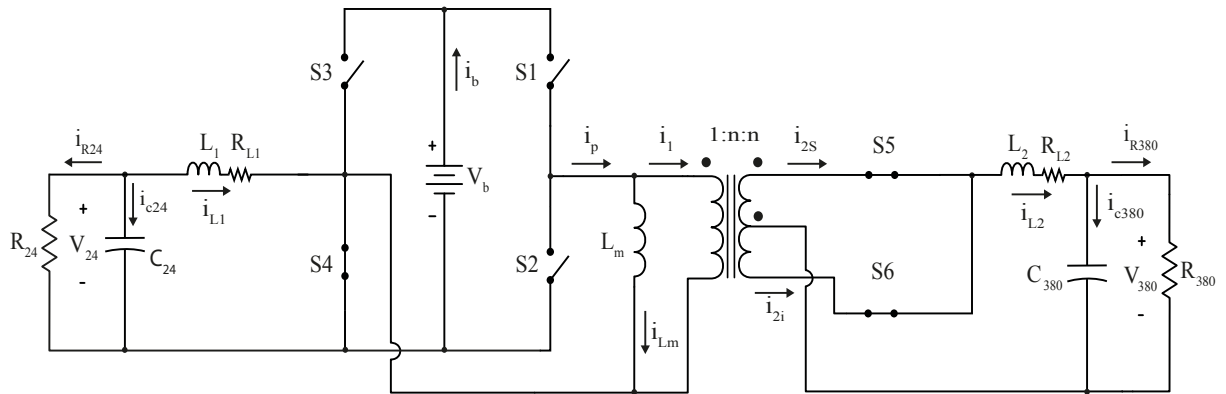 S3
i_b
S1
i_R24
L_1
R_L1
i_p
i_1
1:n:n
i_2S
S5
L_2
R_L2
i_R380
+
V_b
-
i_c24
i_L1
i_L2
i_c380
R_24
+
V_24
-
C_24
S4
S2
L_m
S6
C_380
+
V_380
-
R_380
i_2i
i_Lm